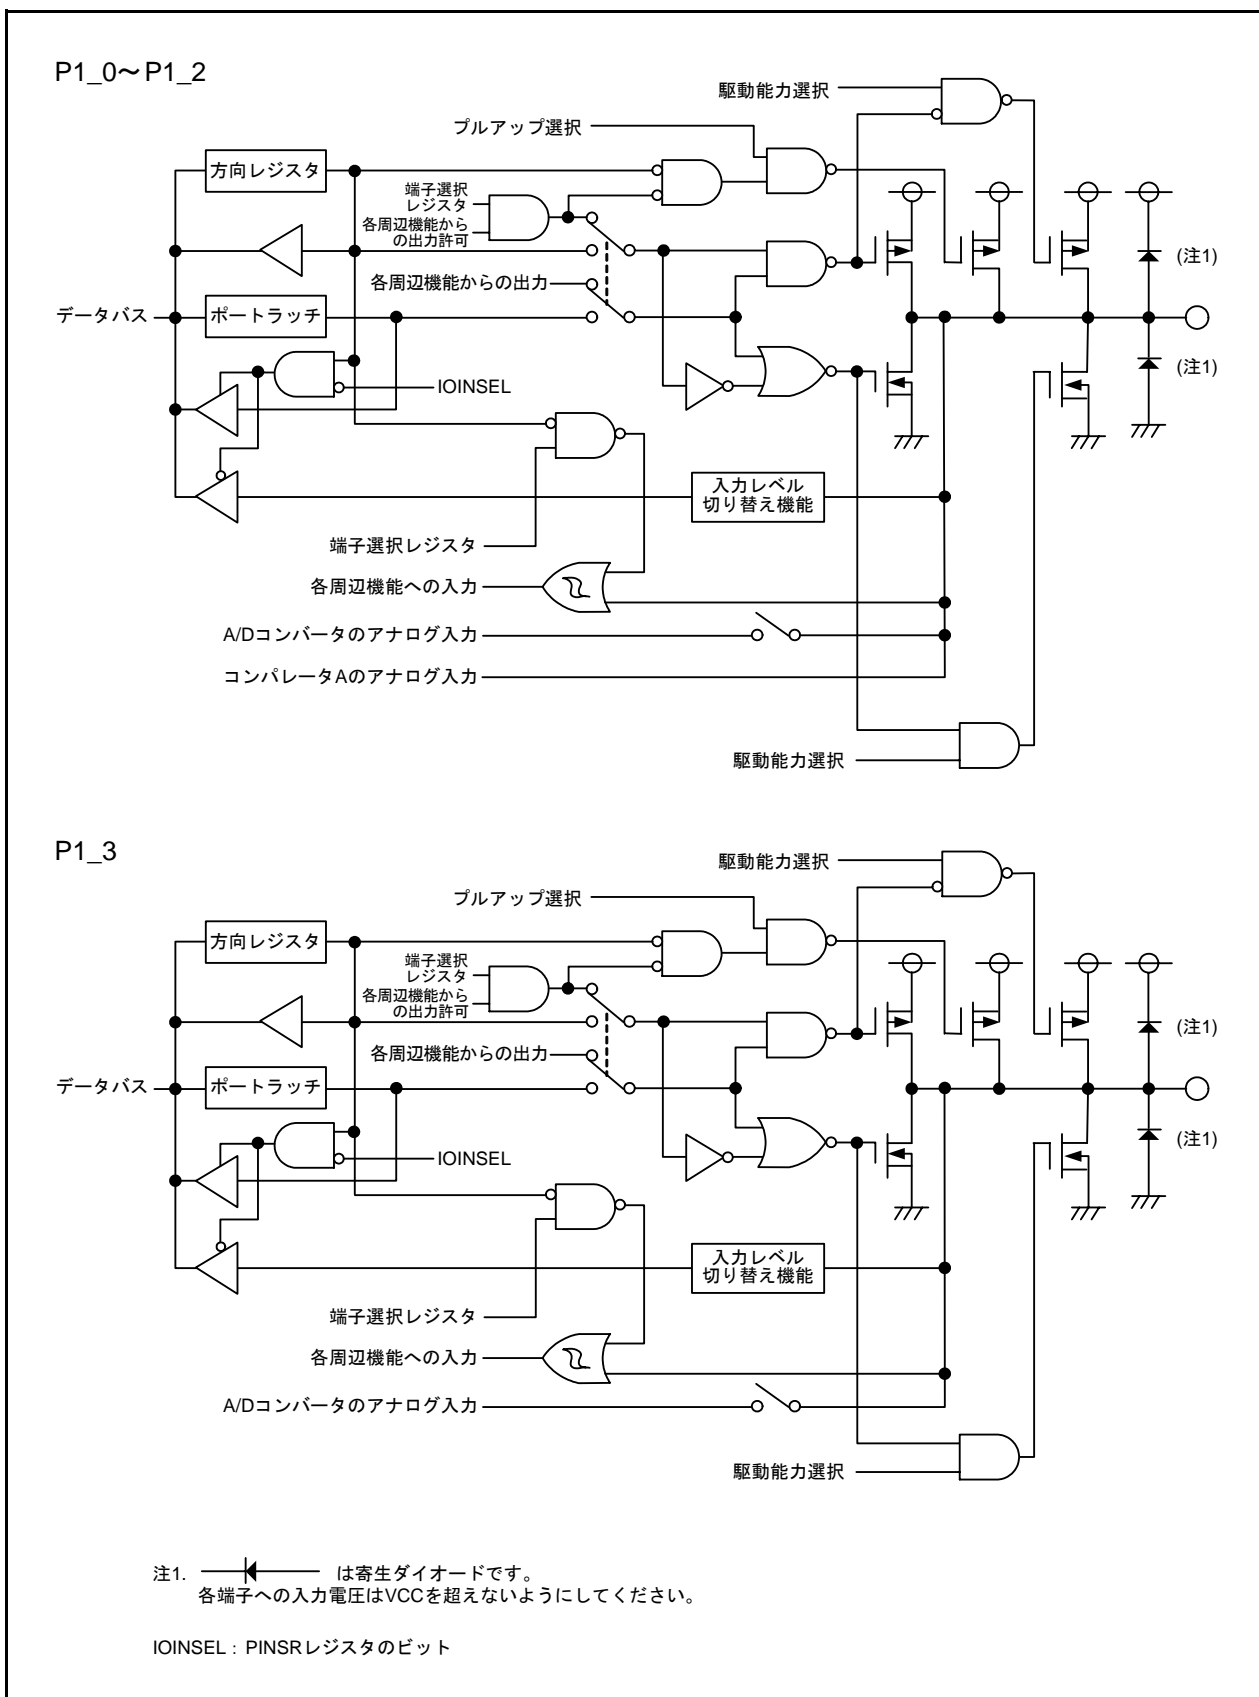 P1_0～P1_2
駆動能力選択
プルアップ選択
方向レジスタ
端子選択
レジスタ
各周辺機能から
の出力許可
(注1)
各周辺機能からの出力
データバス
ポートラッチ
(注1)
IOINSEL
入力レベル
切り替え機能
端子選択レジスタ
各周辺機能への入力
A/Dコンバータのアナログ入力
コンパレータAのアナログ入力
駆動能力選択
P1_3
駆動能力選択
プルアップ選択
方向レジスタ
端子選択
レジスタ
各周辺機能から
の出力許可
(注1)
各周辺機能からの出力
データバス
ポートラッチ
(注1)
IOINSEL
入力レベル
切り替え機能
端子選択レジスタ
各周辺機能への入力
A/Dコンバータのアナログ入力
駆動能力選択
注1. は寄生ダイオードです。
各端子への入力電圧はVCCを超えないようにしてください。
IOINSEL：PINSRレジスタのビット